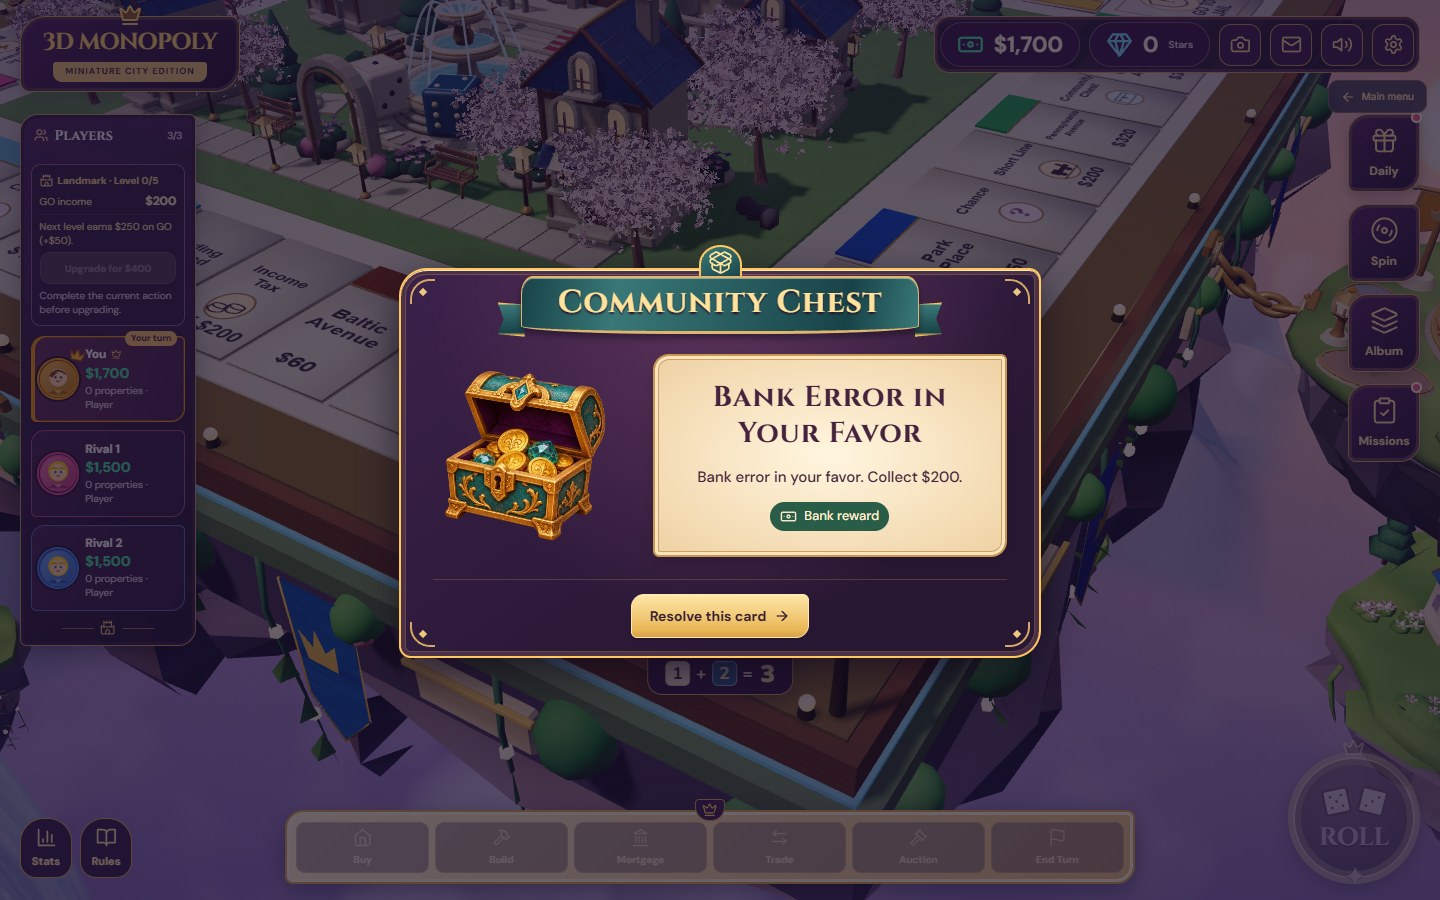 3D MONOPOLY
MINIATURE CITY EDITION
$1,700
0 Stars
Main menu
PLAYERS
3/3
Landmark · Level 0/5
GO income $200
Next level earns $250 on GO
(+$50).
Upgrade for $400
Complete the current action
before upgrading.
Your turn
You
$1,700
0 properties ·
Player
Rival 1
$1,500
0 properties ·
Player
Rival 2
$1,500
0 properties ·
Player
Income
Tax
$200
Baltic
Avenue
$60
Community
Chest
Pennsylvania
Avenue
$320
Short Line
$200
Chance
Park
Place
Daily
Spin
Album
Missions
COMMUNITY CHEST
BANK ERROR IN
YOUR FAVOR
Bank error in your favor. Collect $200.
Bank reward
Resolve this card
1 + 2 = 3
Stats
Rules
Buy
Build
Mortgage
Trade
Auction
End Turn
ROLL